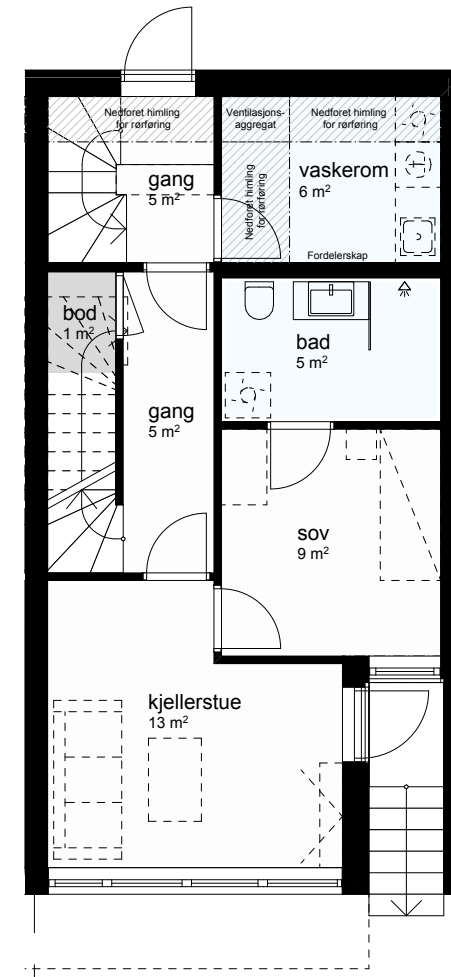 Nedforet himling
for rørføring
Ventilasjons-
aggregat
Nedforet himling
for rørføring
gang
5 m²
Nedforet himling
for rørføring
vaskerom
6 m²
Fordelerskap
bod
1 m²
bad
5 m²
gang
5 m²
sov
9 m²
kjellerstue
13 m²